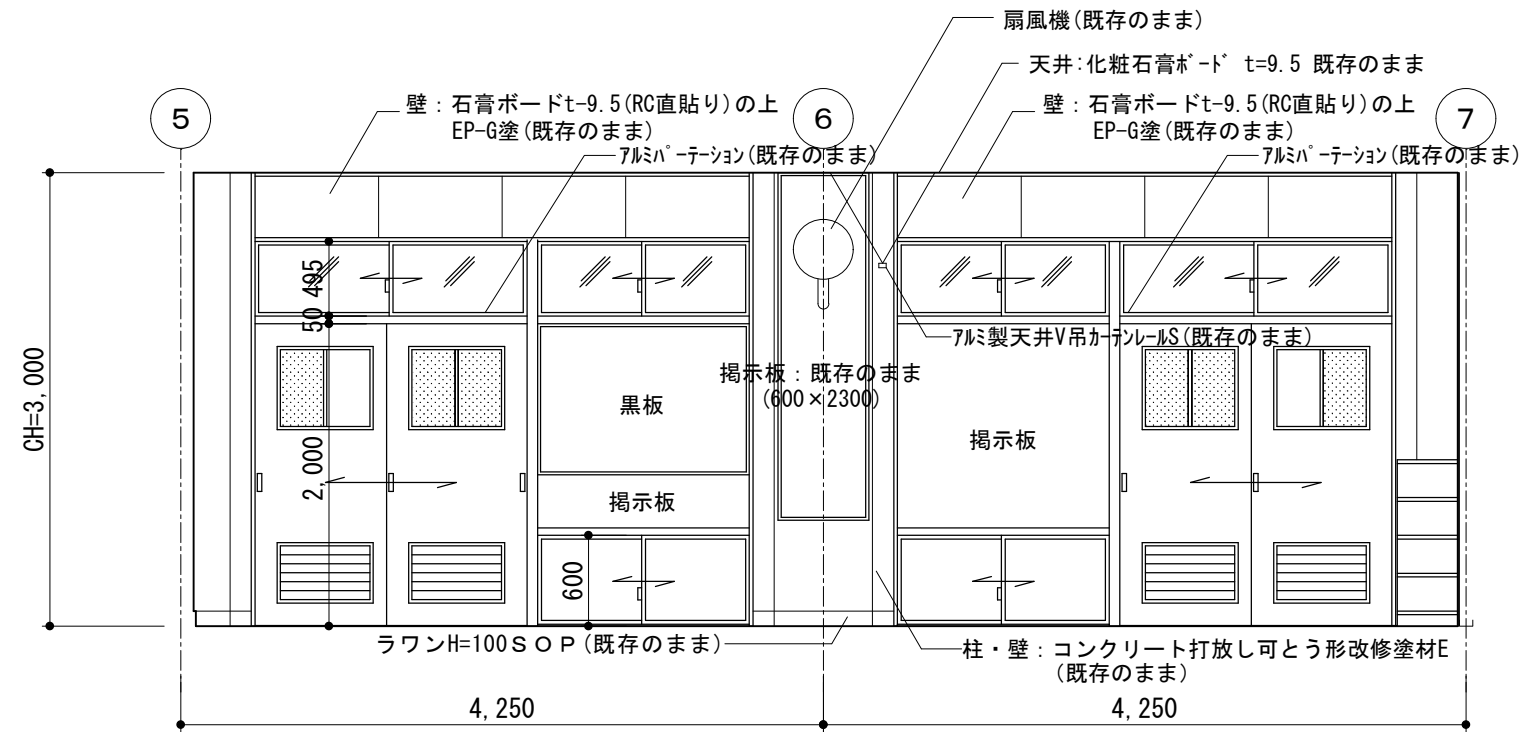 扇風機(既存のまま)
天井:化粧石膏ﾎﾞｰﾄﾞ t=9.5 既存のまま
5
壁：石膏ボードt-9.5(RC直貼り)の上
EP-G塗(既存のまま)
アルミパーテーション(既存のまま)
6
壁：石膏ボードt-9.5(RC直貼り)の上
EP-G塗(既存のまま)
アルミパーテーション(既存のまま)
7
495
50
2,000
CH=3,000
アルミ製天井V吊カーテンレールS(既存のまま)
掲示板：既存のまま
(600×2300)
黒板
掲示板
掲示板
600
ラワンH=100ＳＯＰ(既存のまま)
柱・壁：コンクリート打放し可とう形改修塗材E
(既存のまま)
4,250
4,250